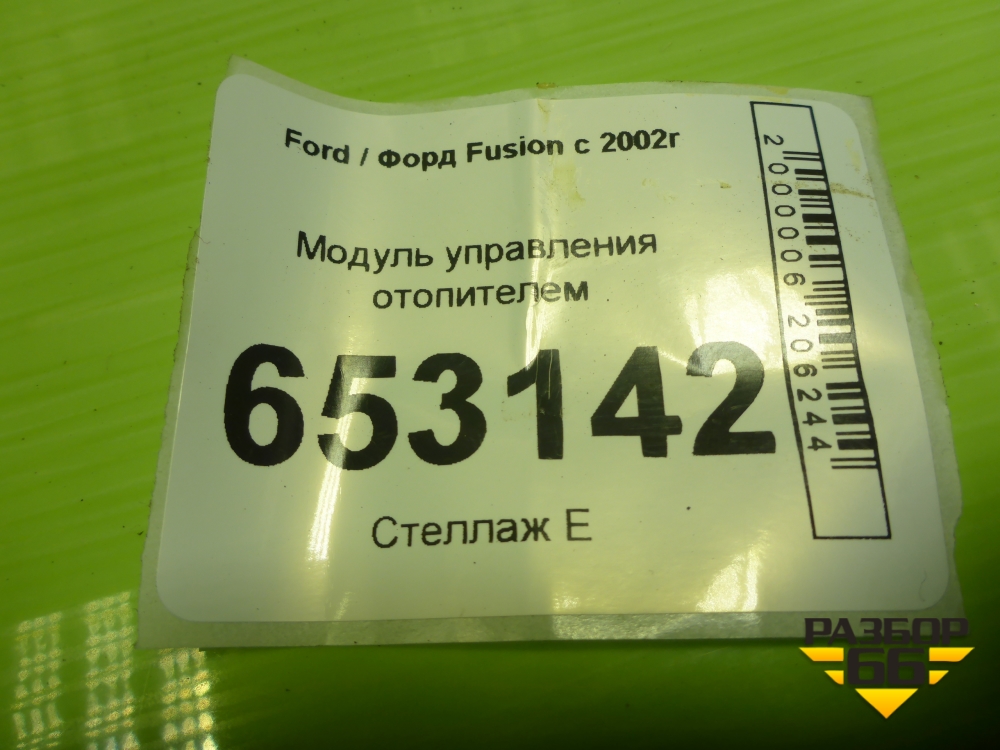 Ford / Форд Fusion с 2002г
Модуль управления
отопителем
653142
Стеллаж Е
2000006206244
РАЗБОР
66